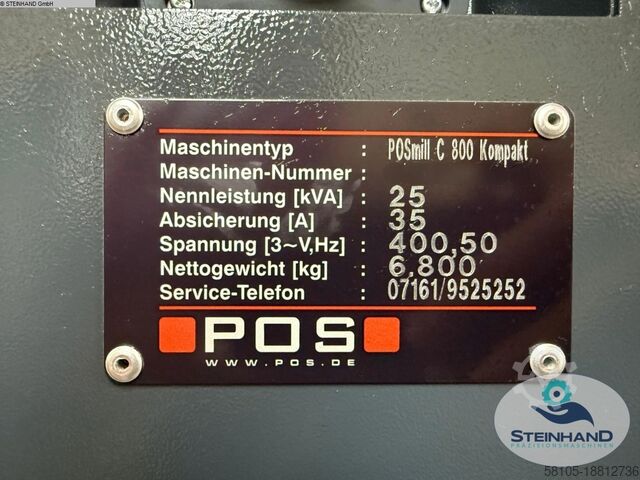 © STEINHAND GmbH
Maschinentyp : POSmill C 800 Kompakt
Maschinen-Nummer :
Nennleistung [kVA] : 25
Absicherung [A] : 35
Spannung [3~V,Hz] : 400,50
Nettogewicht [kg] : 6.800
Service-Telefon : 07161/9525252
POS
WWW.POS.DE
STEINHAND
PRÄZISIONSMASCHINEN
58105-18812736